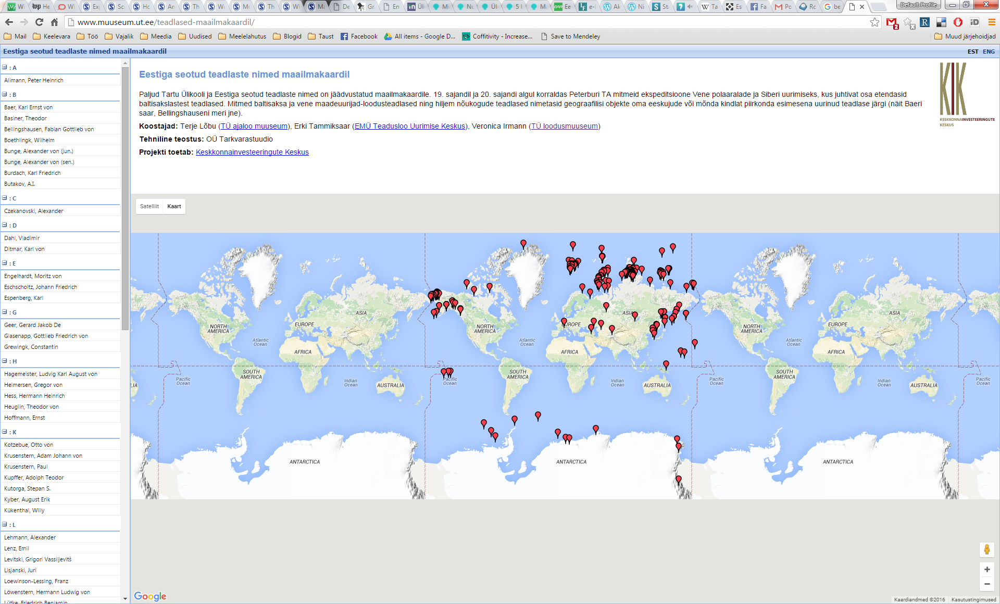 Default Profile
www.muuseum.ut.ee/teadlased-maailmakaardil/
Mail Keelevara Töö Vajalik Meedia Uudised Meelelahutus Blogid Taust Facebook All items - Google D... Coffitivity - Increase... Save to Mendeley Muud järjehoidjad
Eestiga seotud teadlaste nimed maailmakaardil EST ENG
: A
Alimann, Peter Heinrich
: B
Baer, Karl Ernst von
Basiner, Theodor
Bellingshausen, Fabian Gottlieb von
Boethlingk, Wilhelm
Bunge, Alexander von (jun.)
Bunge, Alexander von (sen.)
Burdach, Karl Friedrich
Butakov, A.I.
: C
Czekanovski, Alexander
: D
Dahl, Vladimir
Ditmar, Karl von
: E
Engelhardt, Moritz von
Eschscholtz, Johann Friedrich
Espenberg, Karl
: G
Geer, Gerard Jakob De
Glasenapp, Gottlieb Friedrich von
Grewingk, Constantin
: H
Hagemeister, Ludvig Karl August von
Helmersen, Gregor von
Hess, Hermann Heinrich
Heuglin, Theodor von
Hoffmann, Ernst
: K
Kotzebue, Otto von
Krusenstern, Adam Johann von
Krusenstern, Paul
Kupffer, Adolph Teodor
Kutorga, Stepan S.
Kyber, August Erik
Kükenthal, Willy
: L
Lehmann, Alexander
Lenz, Emil
Levitski, Grigori Vassiljevitš
Lisjanski, Juri
Loewinson-Lessing, Franz
Löwenstern, Hermann Ludwig von
Lütke, Friedrich Benjamin
Eestiga seotud teadlaste nimed maailmakaardil
Paljud Tartu Ülikooli ja Eestiga seotud teadlaste nimed on jäädvustatud maailmakaardile. 19. sajandil ja 20. sajandi algul korraldas Peterburi TA mitmeid ekspeditsioone Vene polaaralade ja Siberi uurimiseks, kus juhtivat osa etendasid
baltisakslastest teadlased. Mitmed baltisaksa ja vene maadeuurijad-loodusteadlased ning hiljem nõukogude teadlased nimetasid geograafilisi objekte oma eeskujude või mõnda kindlat piirkonda esimesena uurinud teadlase järgi (näit Baeri
saar, Bellingshauseni meri jne).
Koostajad: Terje Lõbu (TÜ ajaloo muuseum), Erki Tammiksaar (EMÜ Teadusloo Uurimise Keskus), Veronica Irmann (TÜ loodusmuuseum)
Tehniline teostus: OÜ Tarkvarastuudio
Projekti toetab: Keskkonnainvesteeringute Keskus
KIK
KESKKONNAINVESTEERINGUTE
KESKUS
Satelliit Kaart
ASIA ASIA ASIA
NORTH AMERICA EUROPE NORTH AMERICA EUROPE NORTH AMERICA EUROPE
Atlantic Ocean Atlantic Ocean Atlantic Ocean
AFRICA AFRICA AFRICA
SOUTH AMERICA SOUTH AMERICA SOUTH AMERICA
Pacific Ocean Indian Ocean AUSTRALIA Pacific Ocean Indian Ocean AUSTRALIA Pacific Ocean Indian Ocean AUSTRALIA Pacific Ocean
LIA
ANTARCTICA ANTARCTICA ANTARCTICA
Google
Kaardiandmed ©2016 Kasutustingimused